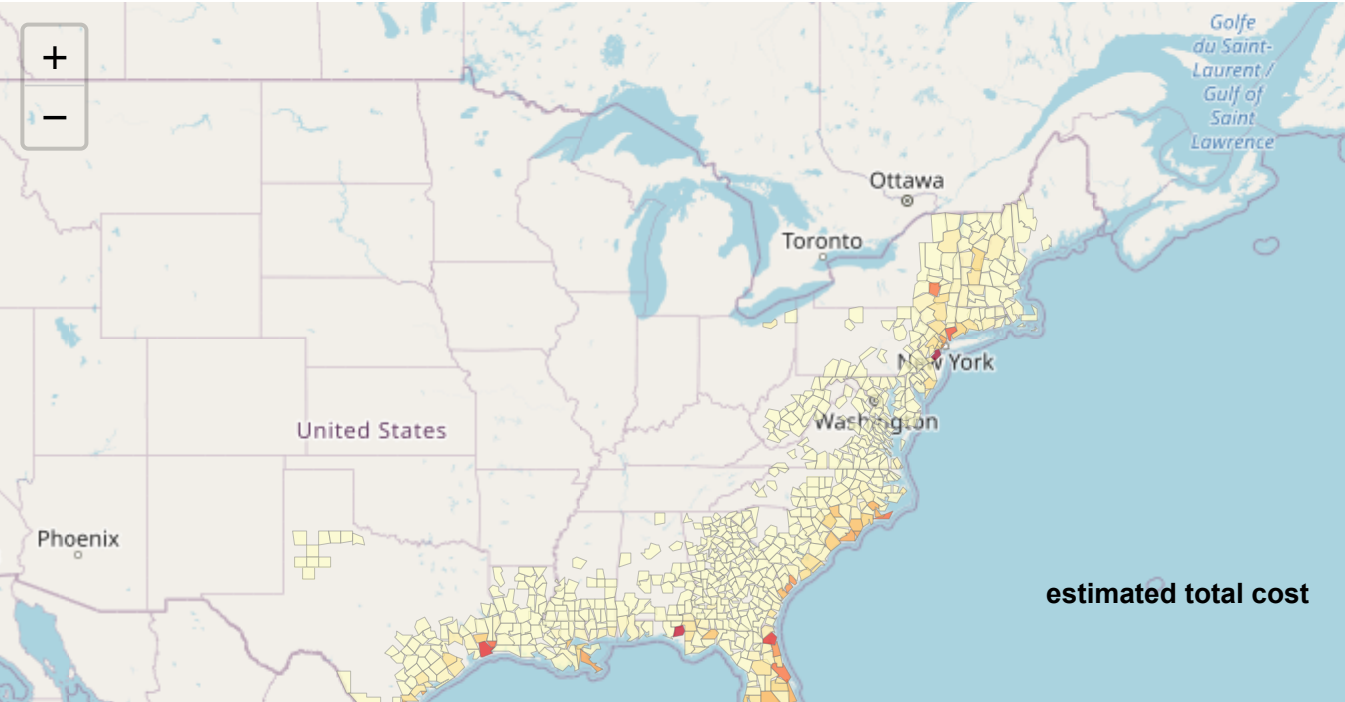 +
−
Golfe
du Saint-
Laurent /
Gulf of
Saint
Lawrence
Ottawa
Toronto
New York
Washington
United States
Phoenix
estimated total cost